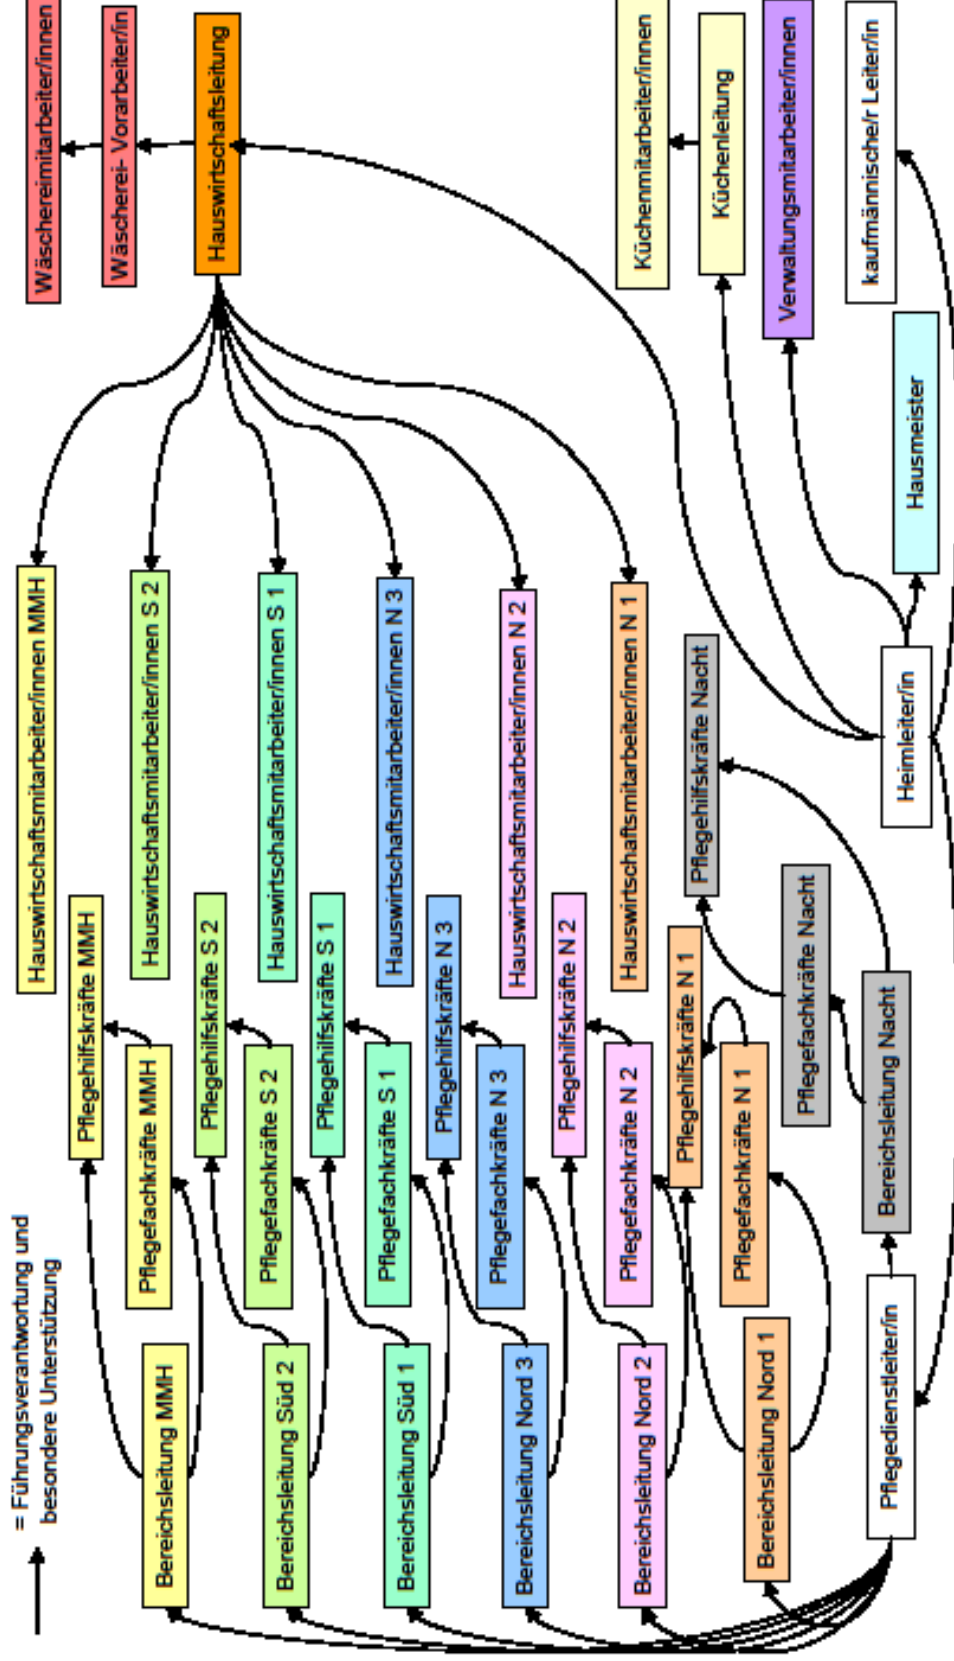 = Führungsverantwortung und
besondere Unterstützung
Bereichsleitung MMH
Pflegefachkräfte MMH
Pflegehilfskräfte MMH
Hauswirtschaftsmitarbeiter/innen MMH
Bereichsleitung Süd 2
Pflegefachkräfte S 2
Pflegehilfskräfte S 2
Hauswirtschaftsmitarbeiter/innen S 2
Bereichsleitung Süd 1
Pflegefachkräfte S 1
Pflegehilfskräfte S 1
Hauswirtschaftsmitarbeiter/innen S 1
Bereichsleitung Nord 3
Pflegefachkräfte N 3
Pflegehilfskräfte N 3
Hauswirtschaftsmitarbeiter/innen N 3
Bereichsleitung Nord 2
Pflegefachkräfte N 2
Pflegehilfskräfte N 2
Hauswirtschaftsmitarbeiter/innen N 2
Bereichsleitung Nord 1
Pflegefachkräfte N 1
Pflegehilfskräfte N 1
Hauswirtschaftsmitarbeiter/innen N 1
Pflegedienstleiter/in
Bereichsleitung Nacht
Pflegefachkräfte Nacht
Pflegehilfskräfte Nacht
Heimleiter/in
Hausmeister
kaufmännische/r Leiter/in
Verwaltungsmitarbeiter/innen
Küchenleitung
Küchenmitarbeiter/innen
Hauswirtschaftsleitung
Wäscherei- Vorarbeiter/in
Wäschereimitarbeiter/innen